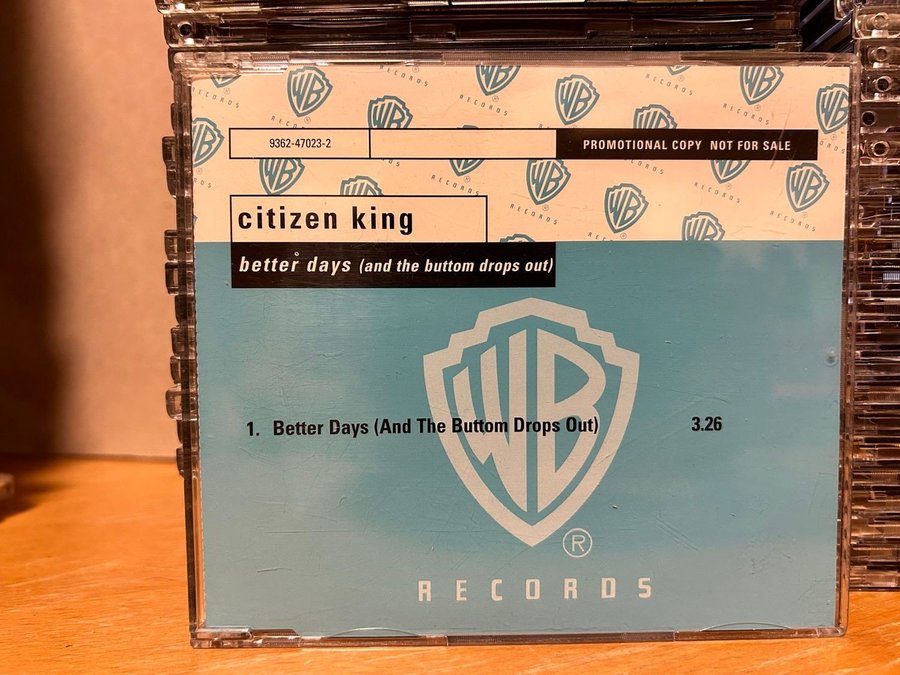 9362-47023-2
PROMOTIONAL COPY NOT FOR SALE
citizen king
better days (and the buttom drops out)
WB
1. Better Days (And The Buttom Drops Out) 3.26
®
RECORDS